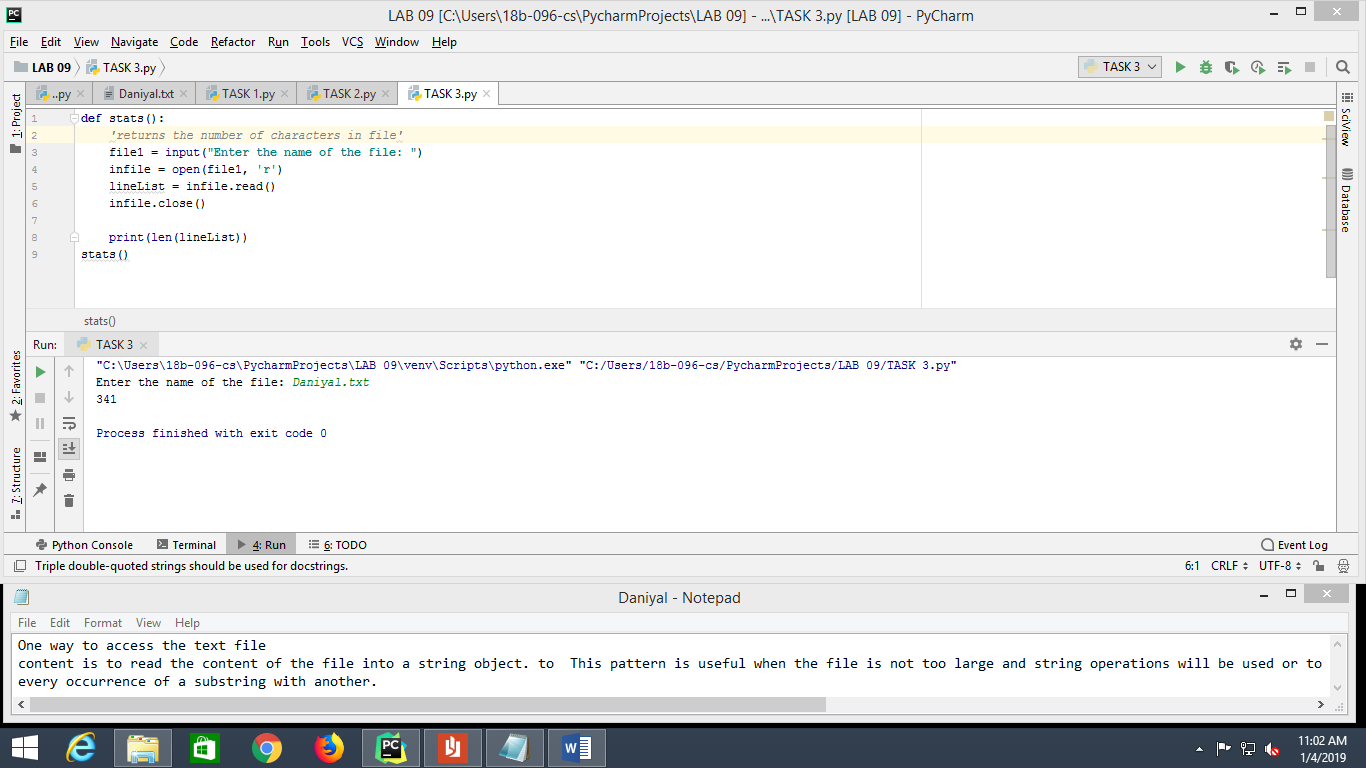 LAB 09 [C:\Users\18b-096-cs\PycharmProjects\LAB 09] - ...\TASK 3.py [LAB 09] - PyCharm
File Edit View Navigate Code Refactor Run Tools VCS Window Help
LAB 09 TASK 3.py TASK 3
1: Project
..py Daniyal.txt TASK 1.py TASK 2.py TASK 3.py
SciView
Database
1 def stats():
2 'returns the number of characters in file'
3 file1 = input("Enter the name of the file: ")
4 infile = open(file1, 'r')
5 lineList = infile.read()
6 infile.close()
7
8 print(len(lineList))
9 stats()
stats()
Run: TASK 3
2: Favorites
7: Structure
"C:\Users\18b-096-cs\PycharmProjects\LAB 09\venv\Scripts\python.exe" "C:/Users/18b-096-cs/PycharmProjects/LAB 09/TASK 3.py"
Enter the name of the file: Daniyal.txt
341
Process finished with exit code 0
Python Console Terminal 4: Run 6: TODO Event Log
Triple double-quoted strings should be used for docstrings. 6:1 CRLF UTF-8
Daniyal - Notepad
File Edit Format View Help
One way to access the text file
content is to read the content of the file into a string object. to  This pattern is useful when the file is not too large and string operations will be used or to
every occurrence of a substring with another.
11:02 AM
1/4/2019